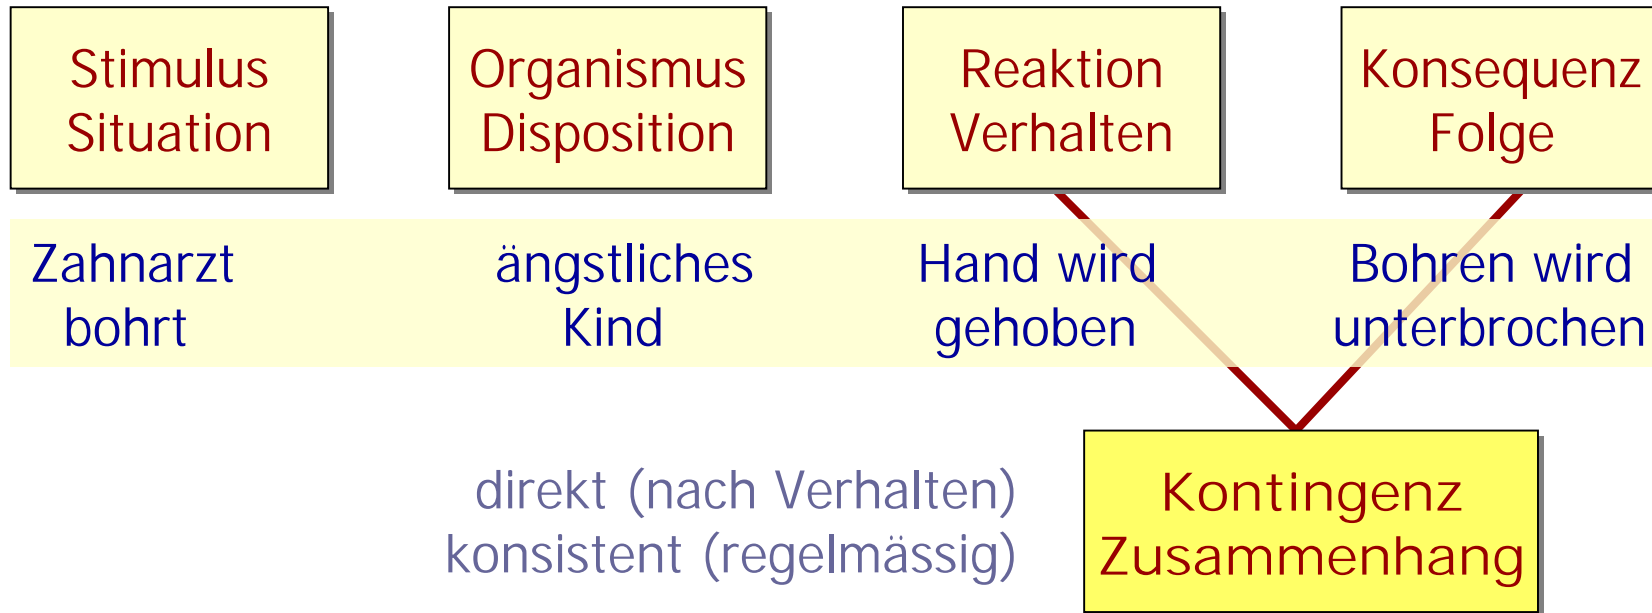 Stimulus
Situation
Organismus
Disposition
Reaktion
Verhalten
Konsequenz
Folge
Zahnarzt
bohrt
ängstliches
Kind
Hand wird
gehoben
Bohren wird
unterbrochen
direkt (nach Verhalten)
konsistent (regelmässig)
Kontingenz
Zusammenhang